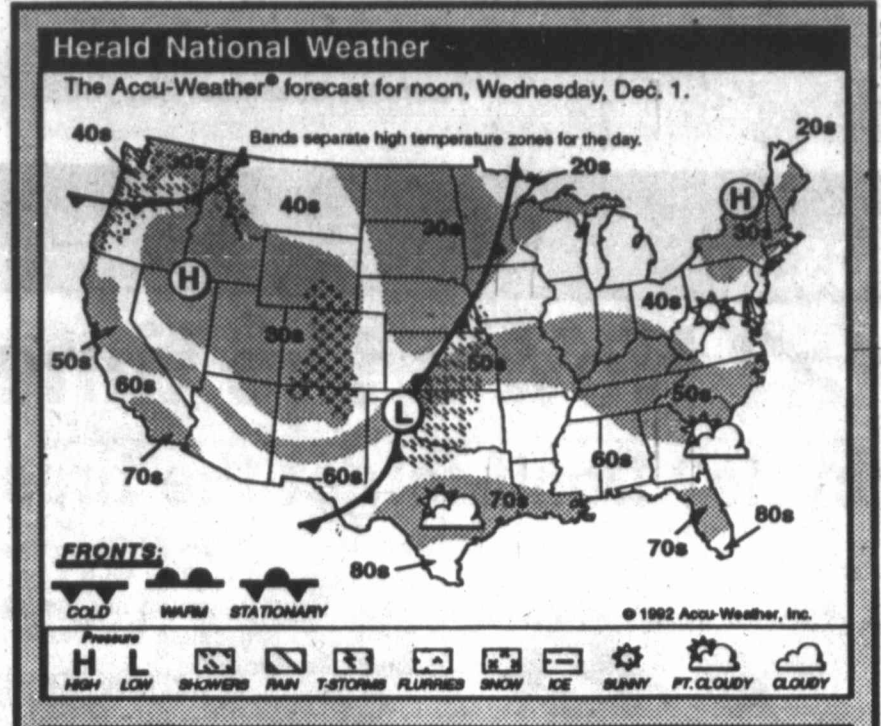 Herald National Weather
The Accu-Weather® forecast for noon, Wednesday, Dec. 1.
Bands separate high temperature zones for the day.
40s
30s
40s
30s
20s
20s
H
30s
H
30s
40s
50s
60s
50s
50s
L
70s
60s
60s
70s
80s
70s
80s
FRONTS:
COLD WARM STATIONARY
© 1992 Accu-Weather, Inc.
Pressure
H L
HIGH LOW SHOWERS RAIN T-STORMS FLURRIES SNOW ICE SUNNY PT. CLOUDY CLOUDY